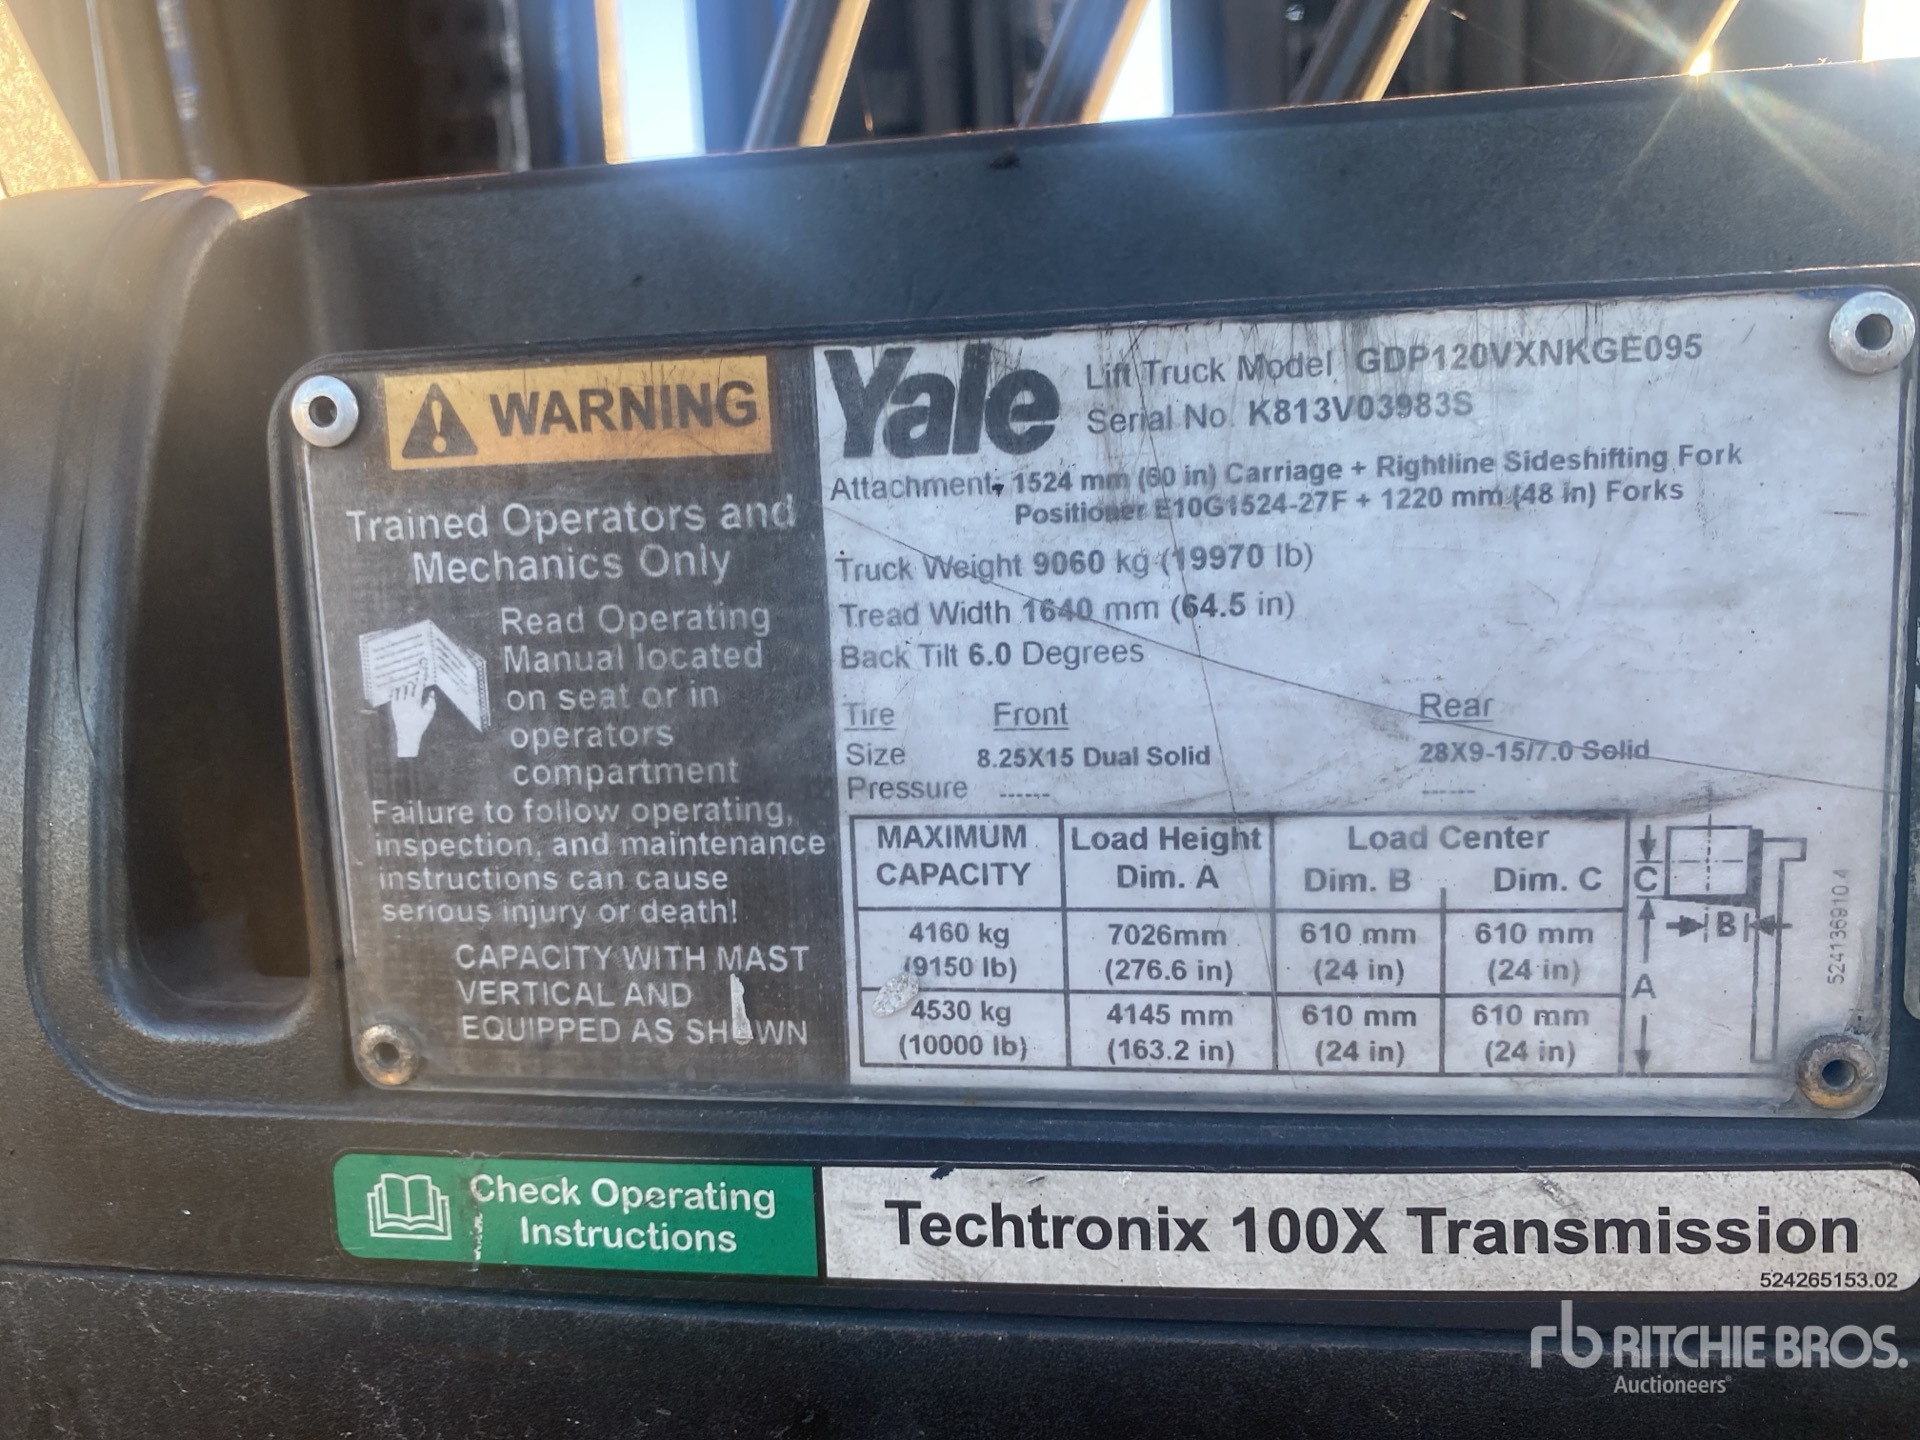 WARNING
Trained Operators and
Mechanics Only
Read Operating
Manual located
on seat or in
operators
compartment
Failure to follow operating,
inspection, and maintenance
instructions can cause
serious injury or death!
CAPACITY WITH MAST
VERTICAL AND
EQUIPPED AS SHOWN
Yale
Lift Truck Model GDP120VXNKGE095
Serial No. K813V03983S
Attachment 1524 mm (60 in) Carriage + Rightline Sideshifting Fork
Positioner E10G1524-27F + 1220 mm (48 in) Forks
Truck Weight 9060 kg (19970 lb)
Tread Width 1640 mm (64.5 in)
Back Tilt 6.0 Degrees
Tire Front Rear
Size 8.25X15 Dual Solid 28X9-15/7.0 Solid
Pressure ------ ------
MAXIMUM Load Height Load Center
CAPACITY Dim. A Dim. B Dim. C
4160 kg 7026mm 610 mm 610 mm
(9150 lb) (276.6 in) (24 in) (24 in)
4530 kg 4145 mm 610 mm 610 mm
(10000 lb) (163.2 in) (24 in) (24 in)
C
B
A
524136910.4
Check Operating
Instructions
Techtronix 100X Transmission
524265153.02
rb RITCHIE BROS.
Auctioneers